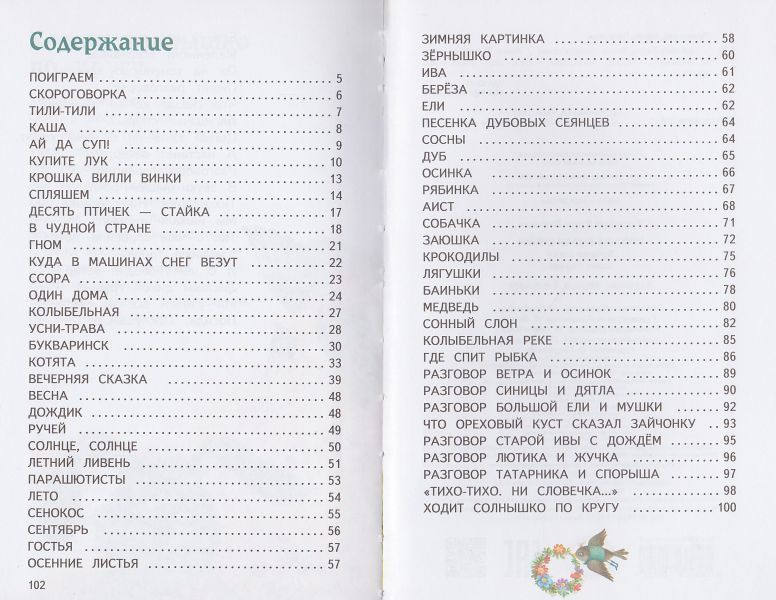 Содержание
ПОИГРАЕМ 5
СКОРОГОВОРКА 6
ТИЛИ-ТИЛИ 7
КАША 8
АЙ ДА СУП! 9
КУПИТЕ ЛУК 10
КРОШКА ВИЛЛИ ВИНКИ 13
СПЛЯШЕМ 14
ДЕСЯТЬ ПТИЧЕК — СТАЙКА 17
В ЧУДНОЙ СТРАНЕ 18
ГНОМ 21
КУДА В МАШИНАХ СНЕГ ВЕЗУТ 22
ССОРА 23
ОДИН ДОМА 24
КОЛЫБЕЛЬНАЯ 27
УСНИ-ТРАВА 28
БУКВАРИНСК 30
КОТЯТА 33
ВЕЧЕРНЯЯ СКАЗКА 39
ВЕСНА 48
ДОЖДИК 48
РУЧЕЙ 49
СОЛНЦЕ, СОЛНЦЕ 50
ЛЕТНИЙ ЛИВЕНЬ 51
ПАРАШЮТИСТЫ 53
ЛЕТО 54
СЕНОКОС 55
СЕНТЯБРЬ 56
ГОСТЬЯ 57
ОСЕННИЕ ЛИСТЬЯ 57
102
ЗИМНЯЯ КАРТИНКА 58
ЗЁРНЫШКО 60
ИВА 61
БЕРЁЗА 62
ЕЛИ 62
ПЕСЕНКА ДУБОВЫХ СЕЯНЦЕВ 64
СОСНЫ 64
ДУБ 65
ОСИНКА 66
РЯБИНКА 67
АИСТ 68
СОБАЧКА 71
ЗАЮШКА 72
КРОКОДИЛЫ 75
ЛЯГУШКИ 76
БАИНЬКИ 78
МЕДВЕДЬ 80
СОННЫЙ СЛОН 82
КОЛЫБЕЛЬНАЯ РЕКЕ 85
ГДЕ СПИТ РЫБКА 86
РАЗГОВОР ВЕТРА И ОСИНОК 89
РАЗГОВОР СИНИЦЫ И ДЯТЛА 90
РАЗГОВОР БОЛЬШОЙ ЕЛИ И МУШКИ 92
ЧТО ОРЕХОВЫЙ КУСТ СКАЗАЛ ЗАЙЧОНКУ 93
РАЗГОВОР СТАРОЙ ИВЫ С ДОЖДЁМ 95
РАЗГОВОР ЛЮТИКА И ЖУЧКА 96
РАЗГОВОР ТАТАРНИКА И СПОРЫША 97
«ТИХО-ТИХО. НИ СЛОВЕЧКА...» 98
ХОДИТ СОЛНЫШКО ПО КРУГУ 100